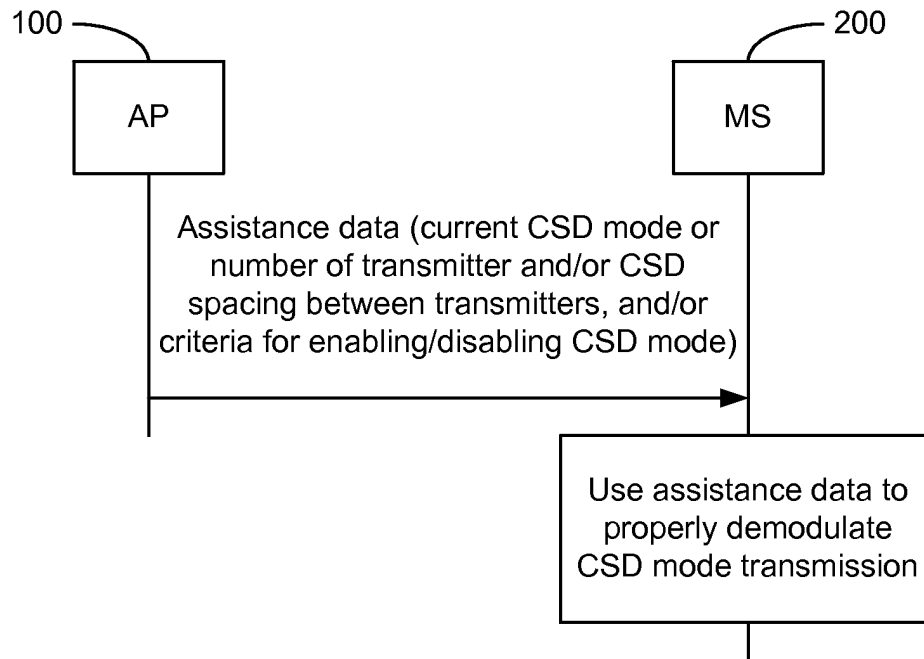 100
200
AP
MS
Assistance data (current CSD mode or
number of transmitter and/or CSD
spacing between transmitters, and/or
criteria for enabling/disabling CSD mode)
Use assistance data to
properly demodulate
CSD mode transmission